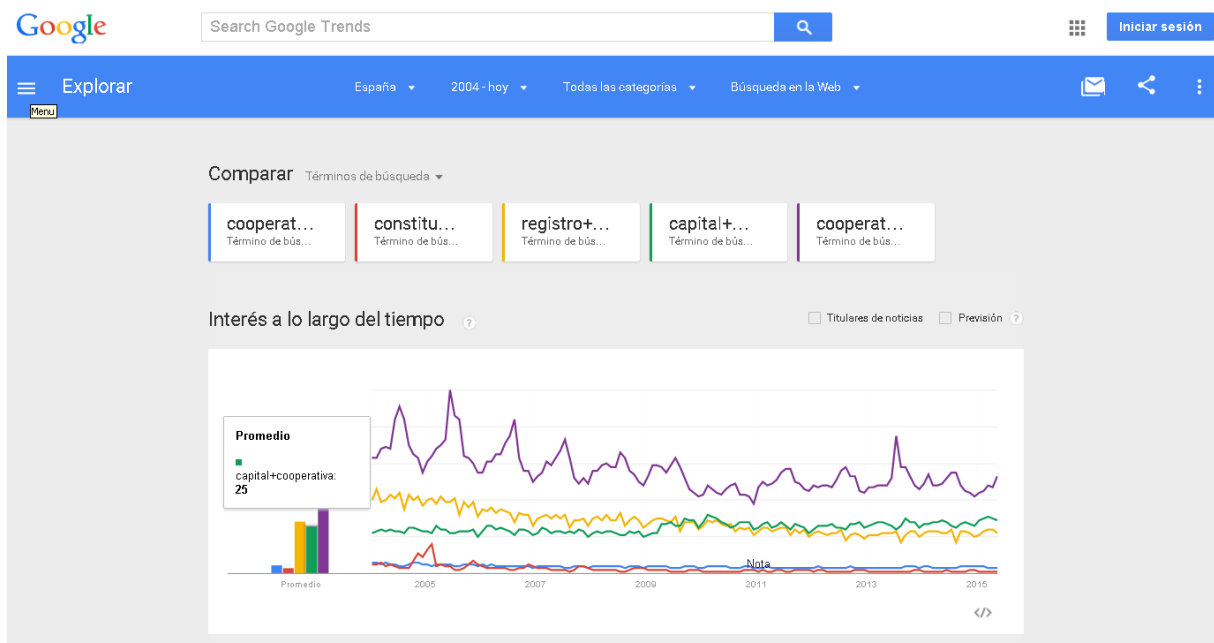 Google
Search Google Trends
Iniciar sesión
Menu
Explorar
España
2004 - hoy
Todas las categorías
Búsqueda en la Web
Comparar Términos de búsqueda
cooperat...
Término de bús...
constitu...
Término de bús...
registro+...
Término de bús...
capital+...
Término de bús...
cooperat...
Término de bús...
Interés a lo largo del tiempo ?
Titulares de noticias
Previsión ?
Promedio
capital+cooperativa:
25
Nota
Promedio
2005
2007
2009
2011
2013
2015
</>